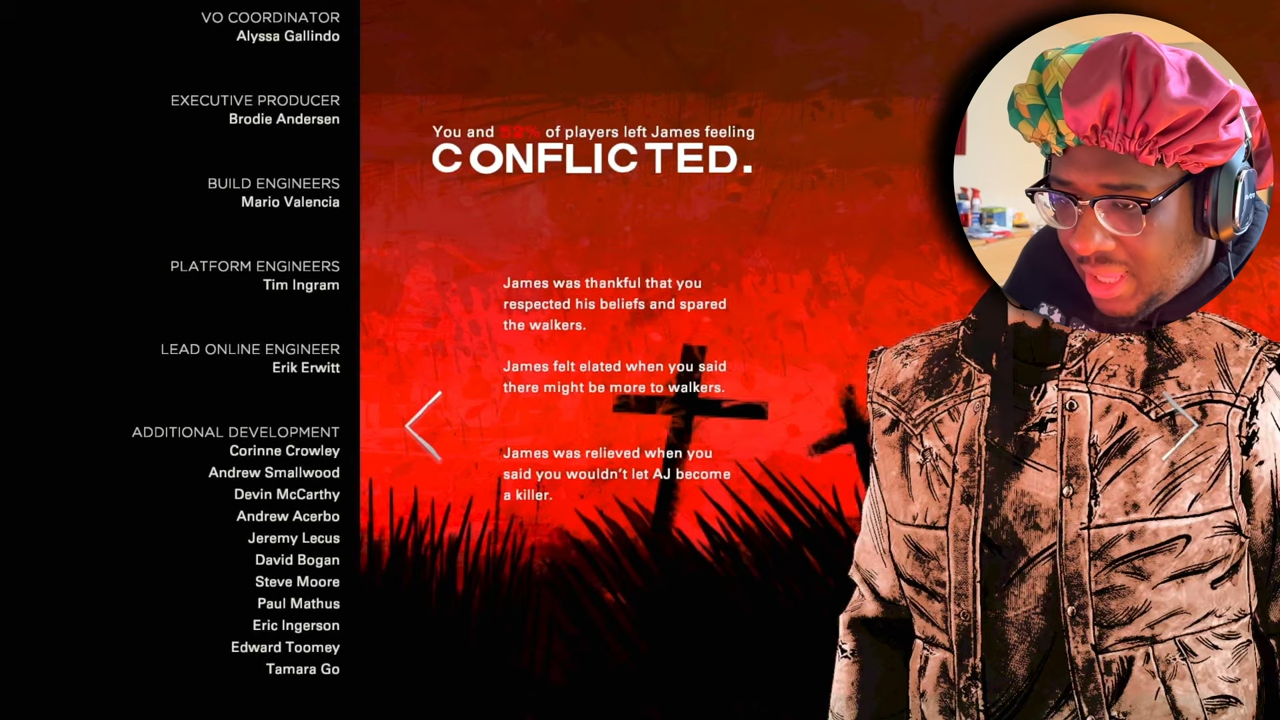 VO COORDINATOR
Alyssa Gallindo
EXECUTIVE PRODUCER
Brodie Andersen
BUILD ENGINEERS
Mario Valencia
PLATFORM ENGINEERS
Tim Ingram
LEAD ONLINE ENGINEER
Erik Erwitt
ADDITIONAL DEVELOPMENT
Corinne Crowley
Andrew Smallwood
Devin McCarthy
Andrew Acerbo
Jeremy Lecus
David Bogan
Steve Moore
Paul Mathus
Eric Ingerson
Edward Toomey
Tamara Go
You and 52% of players left James feeling
CONFLICTED.
James was thankful that you
respected his beliefs and spared
the walkers.
James felt elated when you said
there might be more to walkers.
James was relieved when you
said you wouldn't let AJ become
a killer.